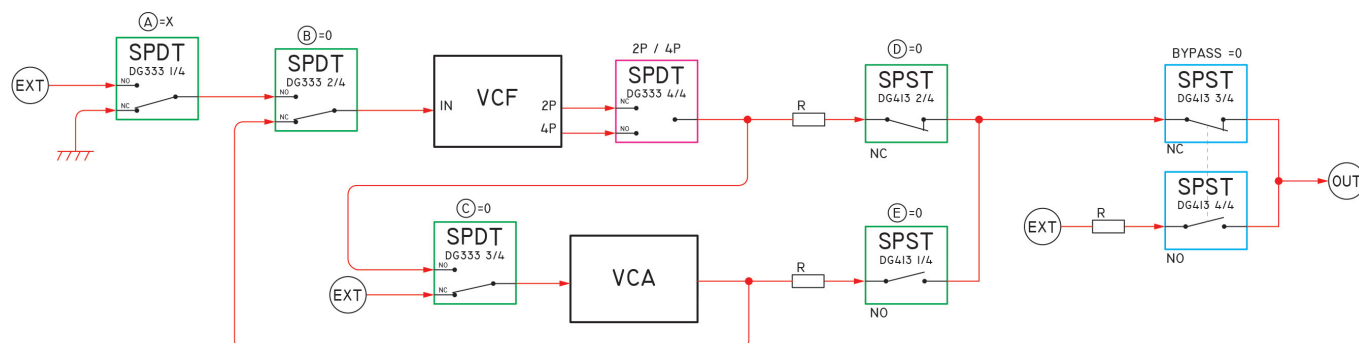 Ⓐ=X
SPDT
DG333 1/4
EXT
NO
NC
Ⓑ=0
SPDT
DG333 2/4
NO
NC
IN
VCF
2P
4P
2P / 4P
SPDT
DG333 4/4
NC
NO
R
Ⓓ=0
SPST
DG413 2/4
NC
BYPASS =0
SPST
DG413 3/4
NC
SPST
DG413 4/4
NO
EXT
R
OUT
Ⓒ=0
SPDT
DG333 3/4
NO
NC
EXT
VCA
R
Ⓔ=0
SPST
DG413 1/4
NO